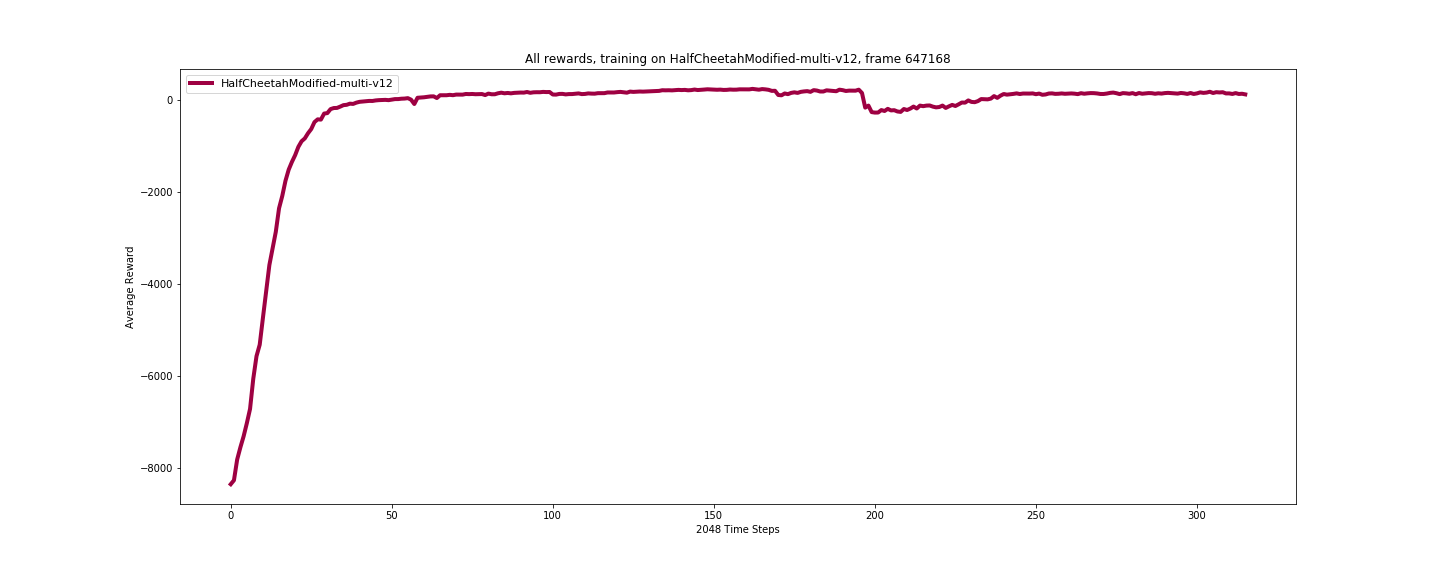 All rewards, training on HalfCheetahModified-multi-v12, frame 647168
HalfCheetahModified-multi-v12
0
−2000
−4000
−6000
−8000
Average Reward
0 50 100 150 200 250 300
2048 Time Steps